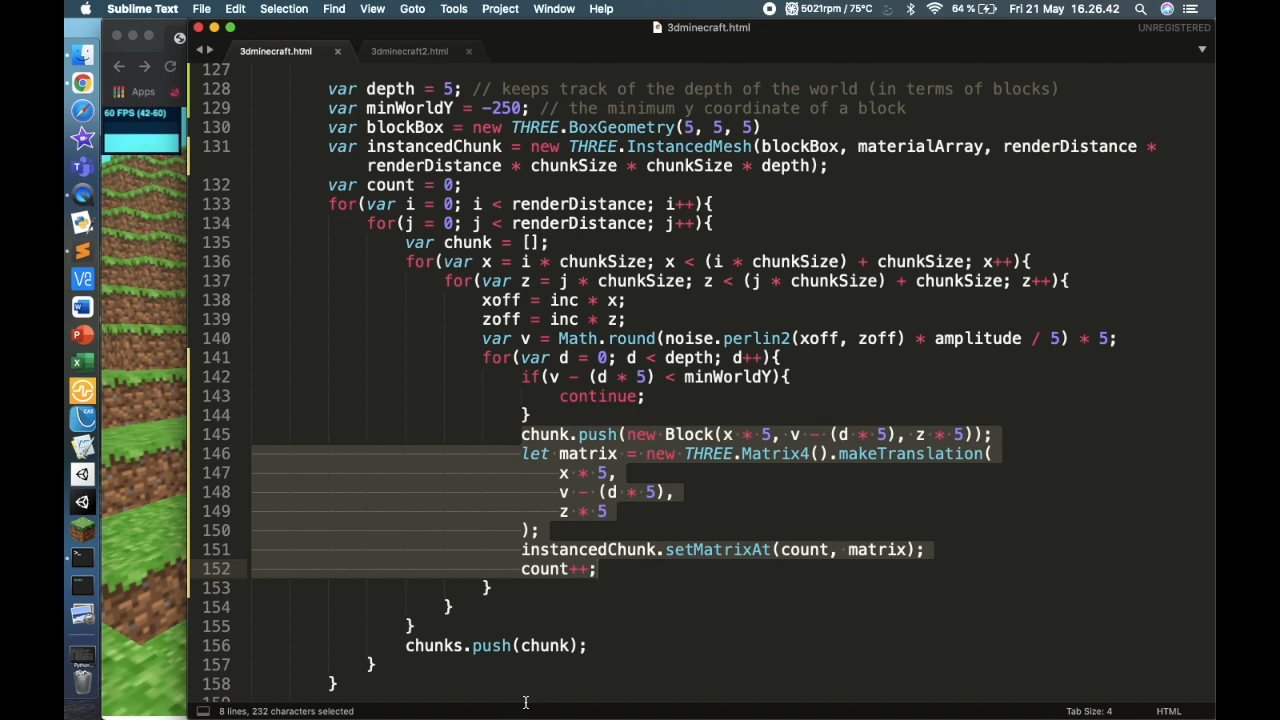 Sublime Text File Edit Selection Find View Goto Tools Project Window Help 5021rpm / 75°C 64 % Fri 21 May 16.26.42
3dminecraft.html
UNREGISTERED
3dminecraft.html × 3dminecraft2.html ×
Apps
60 FPS (42-60)
127
128 var depth = 5; // keeps track of the depth of the world (in terms of blocks)
129 var minWorldY = -250; // the minimum y coordinate of a block
130 var blockBox = new THREE.BoxGeometry(5, 5, 5)
131 var instancedChunk = new THREE.InstancedMesh(blockBox, materialArray, renderDistance *
renderDistance * chunkSize * chunkSize * depth);
132 var count = 0;
133 for(var i = 0; i < renderDistance; i++){
134 for(j = 0; j < renderDistance; j++){
135 var chunk = [];
136 for(var x = i * chunkSize; x < (i * chunkSize) + chunkSize; x++){
137 for(var z = j * chunkSize; z < (j * chunkSize) + chunkSize; z++){
138 xoff = inc * x;
139 zoff = inc * z;
140 var v = Math.round(noise.perlin2(xoff, zoff) * amplitude / 5) * 5;
141 for(var d = 0; d < depth; d++){
142 if(v - (d * 5) < minWorldY){
143 continue;
144 }
145 chunk.push(new Block(x * 5, v - (d * 5), z * 5));
146 let matrix = new THREE.Matrix4().makeTranslation(
147 x * 5,
148 v - (d * 5),
149 z * 5
150 );
151 instancedChunk.setMatrixAt(count, matrix);
152 count++;
153 }
154 }
155 }
156 chunks.push(chunk);
157 }
158 }
159
8 lines, 232 characters selected
Tab Size: 4
HTML